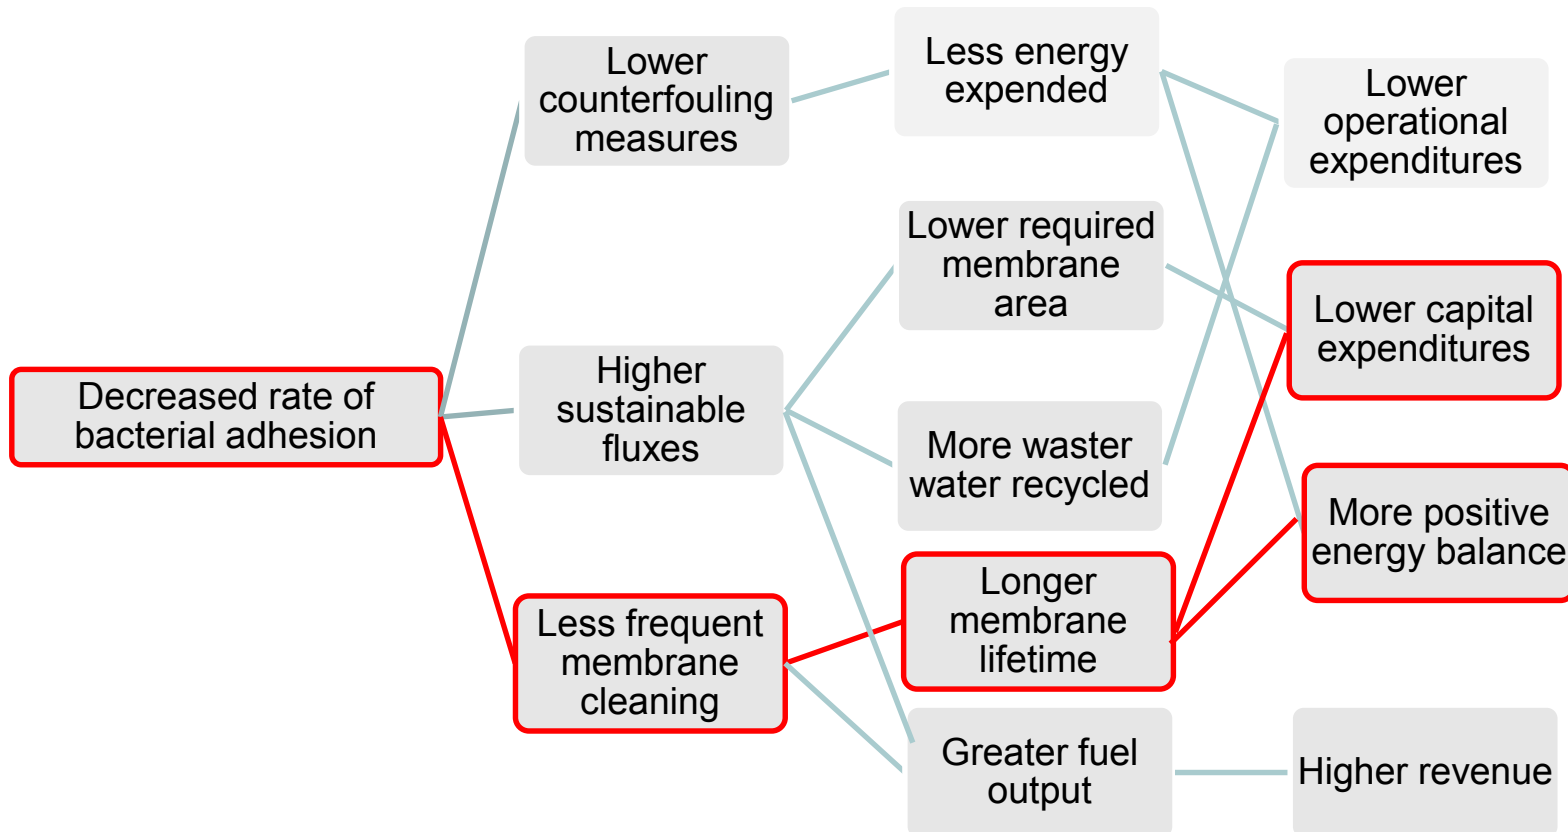 Decreased rate of
bacterial adhesion
Lower
counterfouling
measures
Higher
sustainable
fluxes
Less frequent
membrane
cleaning
Less energy
expended
Lower required
membrane
area
More waster
water recycled
Longer
membrane
lifetime
Greater fuel
output
Lower
operational
expenditures
Lower capital
expenditures
More positive
energy balance
Higher revenue